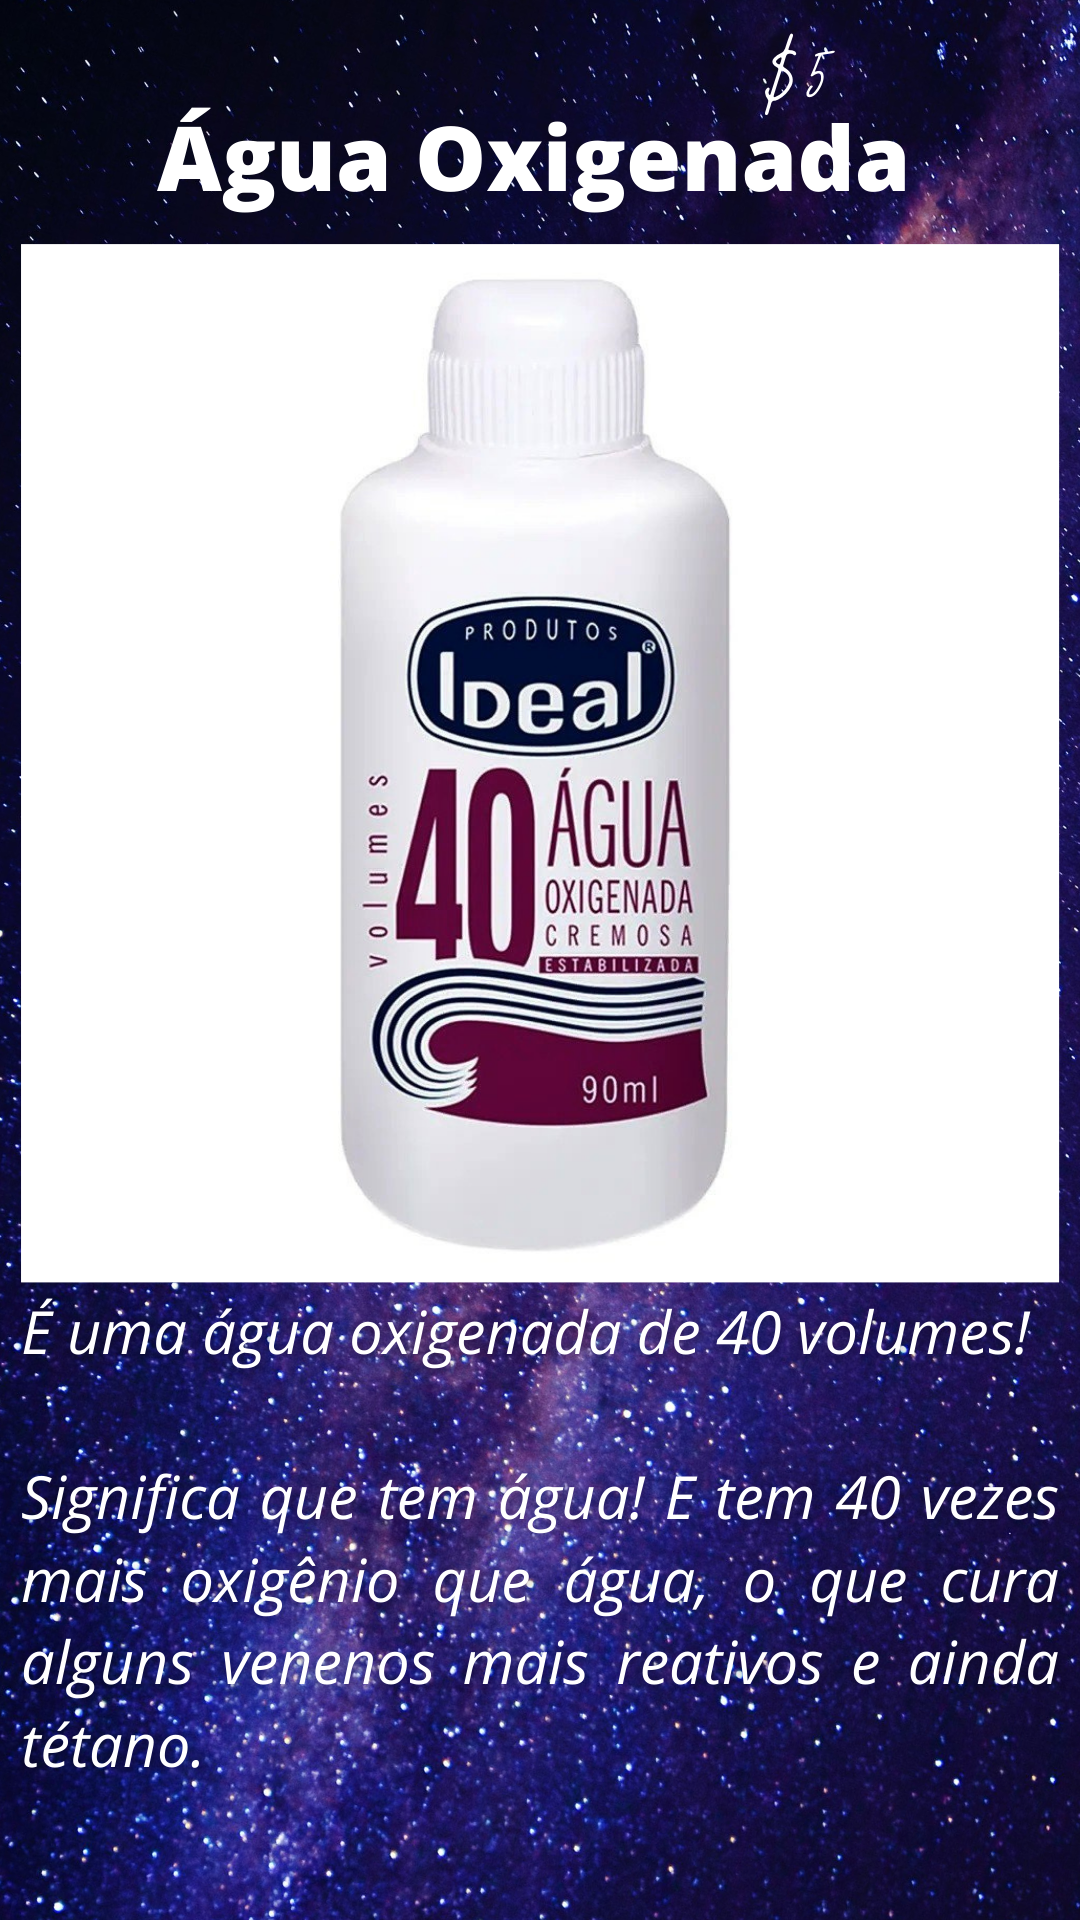 $5
Água Oxigenada
PRODUTOS
IDeal®
volumes
40
ÁGUA
OXIGENADA
CREMOSA
ESTABILIZADA
90ml
É uma água oxigenada de 40 volumes!
Significa que tem água! E tem 40 vezes
mais oxigênio que água, o que cura
alguns venenos mais reativos e ainda
tétano.